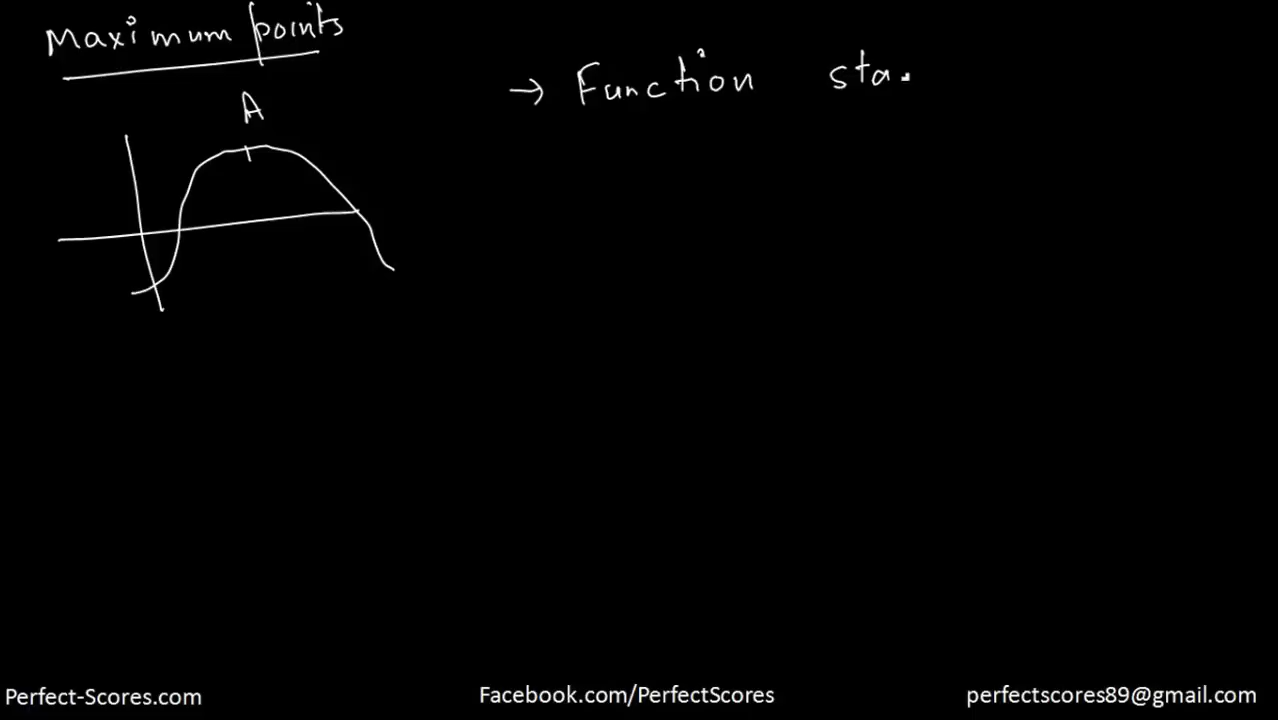 Maximum points
→ Function sta
A
Perfect-Scores.com
Facebook.com/PerfectScores
perfectscores89@gmail.com